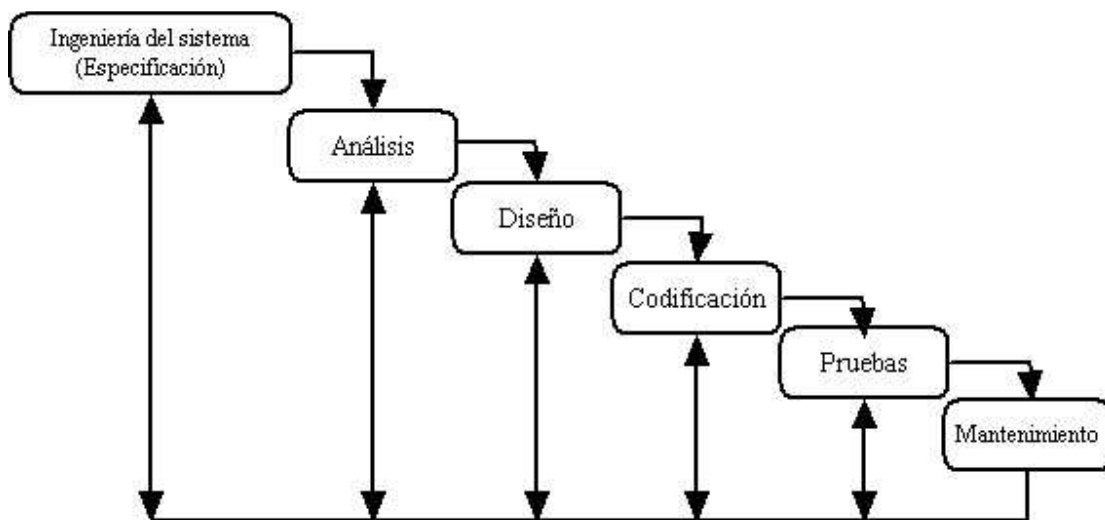 Ingeniería del sistema
(Especificación)
Análisis
Diseño
Codificación
Pruebas
Mantenimiento